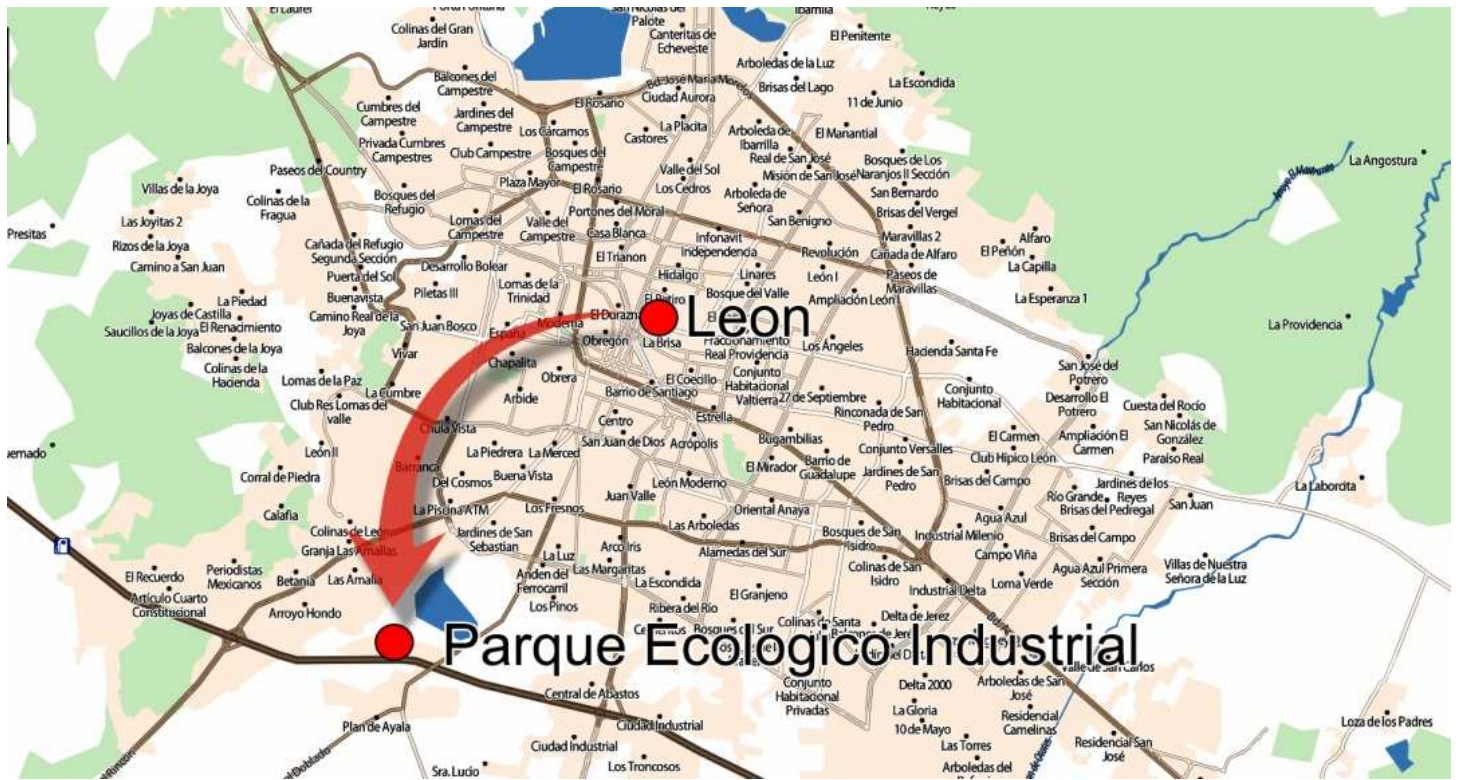 El Laurel
Palote
Ibarrilla
Colinas del Gran
Jardin
Canteritas de
Echeveste
El Penitente
Arboledas de la Luz
Balcones del
Campestre
Bd. José María Morelos
Brisas del Lago
La Escondida
Cumbres del
Campestre
El Rosario
Ciudad Aurora
11 de Junio
Jardines del
Campestre
Los Cárcamos
Castores
La Placita
Arboleda de
Ibarrilla
El Manantial
Privada Cumbres
Campestres
Club Campestre
Bosques del
Campestre
Real de San José
Bosques de Los
Naranjos II Sección
La Angostura
Paseos del Country
Plaza Mayor
El Rosario
Valle del Sol
Los Cedros
Misión de San José
San Bernardo
Villas de la Joya
Colinas de la
Fragua
Bosques del
Refugio
Arboleda de
Señora
Brisas del Vergel
Las Joyitas 2
Lomas del
Campestre
Valle del
Campestre
Portones del Moral
Casa Blanca
San Benigno
Presitas
Rizos de la Joya
Cañada del Refugio
Segunda Sección
Infonavit
Independencia
Revolución
Maravillas 2
Cañada de Alfaro
El Peñón
Alfaro
Camino a San Juan
Puerta del Sol
Desarrollo Bolear
El Trianon
Hidalgo
Linares
León I
Paseos de
Maravillas
La Capilla
La Piedad
Buenavista
Piletas III
Lomas de la
Trinidad
El Retiro
Bosque del Valle
Ampliación León I
La Esperanza 1
Joyas de Castilla
Camino Real de la
Joya
San Juan Bosco
España
Moderna
El Durazno
Leon
La Providencia
Saucillos de la Joya
El Renacimiento
Balcones de la Joya
Vivar
Chapalita
Obregón
La Brisa
Fraccionamiento
Real Providencia
Los Angeles
Hacienda Santa Fe
San José del
Potrero
Colinas de la
Hacienda
Lomas de la Paz
La Cumbre
Obrera
El Coecillo
Conjunto
Habitacional
Valtierra
Conjunto
Habitacional
Desarrollo El
Potrero
Club Res Lomas del
valle
Arbide
Barrio de Santiago
27 de Septiembre
Rinconada de San
Pedro
Cuesta del Rocío
San Nicolás de
González
Chula Vista
Centro
Estrella
El Carmen
Ampliación El
Carmen
León II
La Piedrera
La Merced
San Juan de Dios
Acrópolis
Bugambilias
Conjunto Versalles
Club Hipico León
Paraíso Real
Corral de Piedra
Barranca
Del Cosmos
Buena Vista
León Moderno
El Mirador
Barrio de
Guadalupe
Jardines de San
Pedro
Brisas del Campo
Jardines de los
Reyes
La Laborcita
Calafia
La Piscina ATM
Los Fresnos
Juan Valle
Oriental Anaya
Río Grande
Brisas del Pedregal
San Juan
Colinas de León
Jardines de San
Sebastian
Las Arboledas
Bosques de San
Isidro
Industrial Milenio
Agua Azul
Brisas del Campo
Granja Las Amalias
La Luz
Arco Iris
Alamedas del Sur
Campo Viña
El Recuerdo
Periodistas
Mexicanos
Betania
Las Amalia
Anden del
Ferrocarril
Las Margaritas
La Escondida
Colinas de San
Isidro
Loma Verde
Agua Azul Primera
Sección
Villas de Nuestra
Señora de la Luz
Artículo Cuarto
Constitucional
Arroyo Hondo
Los Pinos
Ribera del Río
El Granjeno
Industrial Delta
Delta de Jerez
Bosques del Sur
Colinas de Santa
Parque Ecologico Industrial
Valle de San Carlos
Conjunto
Habitacional
Privadas
Delta 2000
Arboledas de San
José
Central de Abastos
La Gloria
Residencial
Camelinas
Plan de Ayala
Ciudad Industrial
10 de Mayo
Loza de los Padres
Ciudad Industrial
Las Torres
Residencial San
José
Sra. Lucio
Los Troncosos
Arboledas del